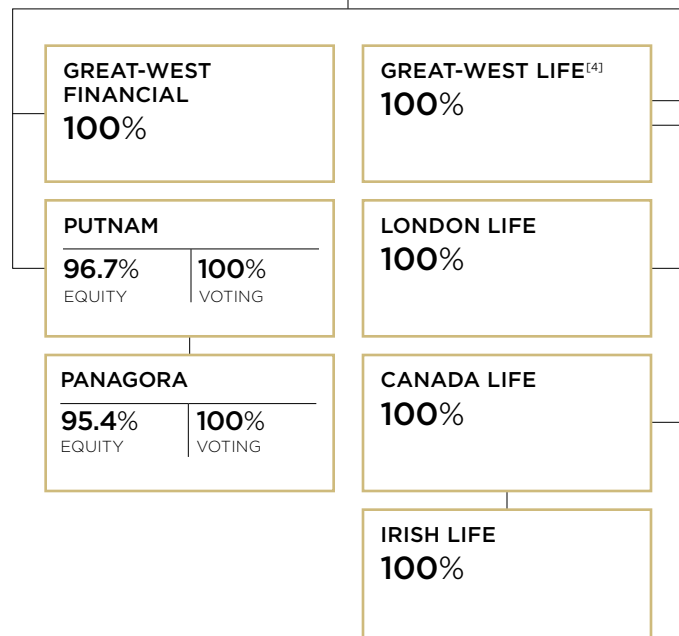 GREAT-WEST
FINANCIAL
100%
GREAT-WEST LIFE[4]
100%
PUTNAM
96.7% 100%
EQUITY VOTING
LONDON LIFE
100%
PANAGORA
95.4% 100%
EQUITY VOTING
CANADA LIFE
100%
IRISH LIFE
100%